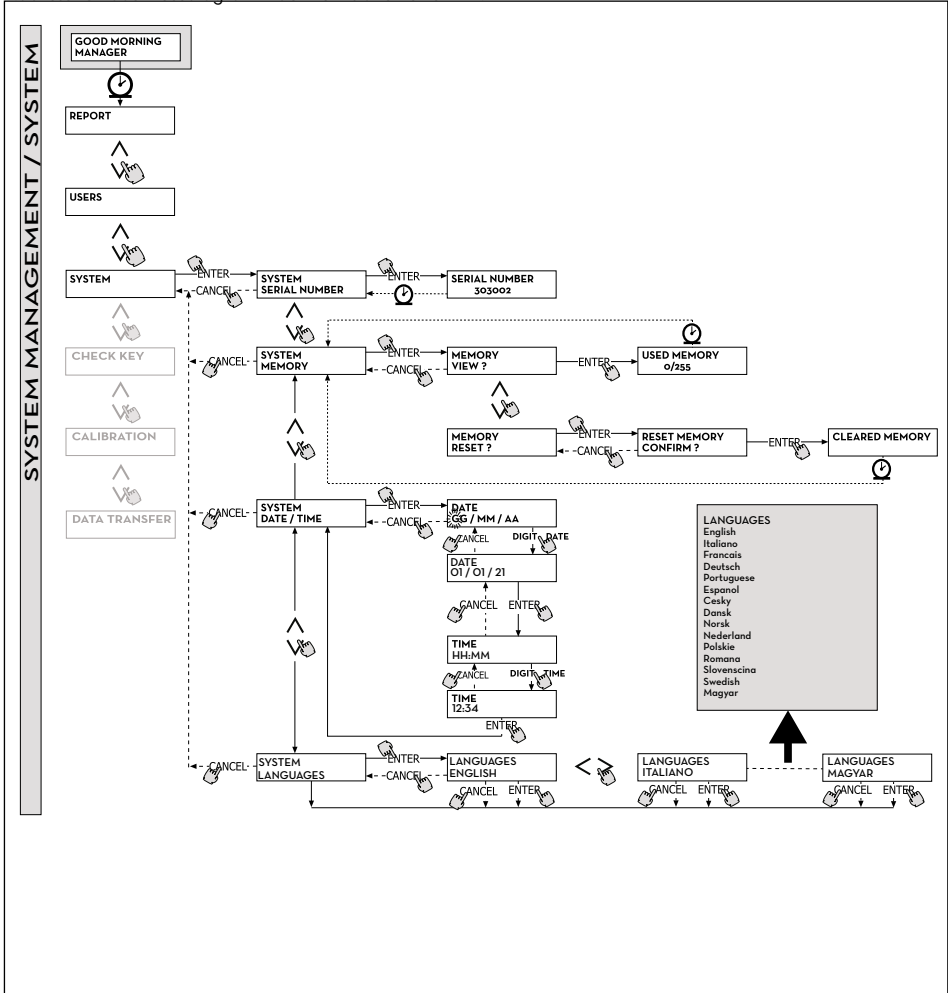 SYSTEM MANAGEMENT / SYSTEM
GOOD MORNING
MANAGER
REPORT
USERS
SYSTEM
ENTER
CANCEL
SYSTEM
SERIAL NUMBER
ENTER
SERIAL NUMBER
303002
CHECK KEY
CANCEL
SYSTEM
MEMORY
ENTER
CANCEL
MEMORY
VIEW ?
ENTER
USED MEMORY
0/255
CALIBRATION
MEMORY
RESET ?
ENTER
CANCEL
RESET MEMORY
CONFIRM ?
ENTER
CLEARED MEMORY
DATA TRANSFER
CANCEL
SYSTEM
DATE / TIME
ENTER
CANCEL
DATE
GG / MM / AA
CANCEL
DIGIT DATE
DATE
01 / 01 / 21
CANCEL
ENTER
TIME
HH:MM
CANCEL
DIGIT TIME
TIME
12:34
ENTER
LANGUAGES
English
Italiano
Francais
Deutsch
Portuguese
Espanol
Cesky
Dansk
Norsk
Nederland
Polskie
Romana
Slovenscina
Swedish
Magyar
CANCEL
SYSTEM
LANGUAGES
ENTER
CANCEL
LANGUAGES
ENGLISH
CANCEL
ENTER
LANGUAGES
ITALIANO
CANCEL
ENTER
LANGUAGES
MAGYAR
CANCEL
ENTER